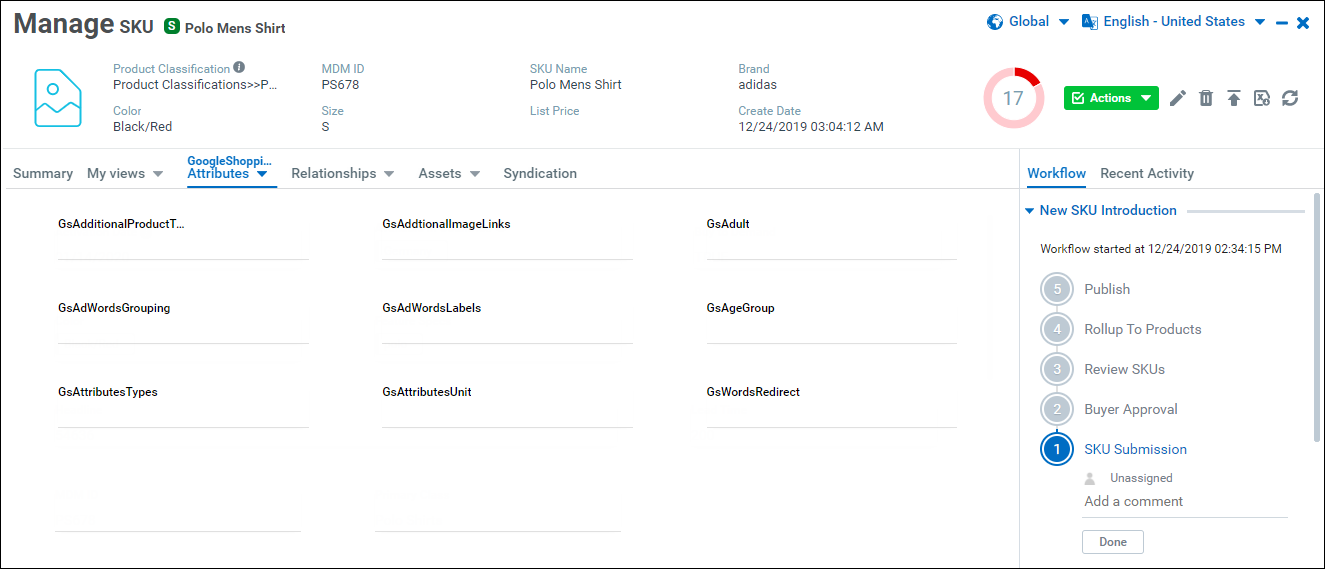 Manage SKU S Polo Mens Shirt
Global
English - United States
Product Classification
Product Classifications>>P...
MDM ID
PS678
SKU Name
Polo Mens Shirt
Brand
adidas
Color
Black/Red
Size
S
List Price
Create Date
12/24/2019 03:04:12 AM
17
Actions
Summary
My views
GoogleShoppi...
Attributes
Relationships
Assets
Syndication
Workflow
Recent Activity
GsAdditionalProductT...
GsAddtionalImageLinks
GsAdult
GsAdWordsGrouping
GsAdWordsLabels
GsAgeGroup
GsAttributesTypes
GsAttributesUnit
GsWordsRedirect
New SKU Introduction
Workflow started at 12/24/2019 02:34:15 PM
5 Publish
4 Rollup To Products
3 Review SKUs
2 Buyer Approval
1 SKU Submission
Unassigned
Add a comment
Done